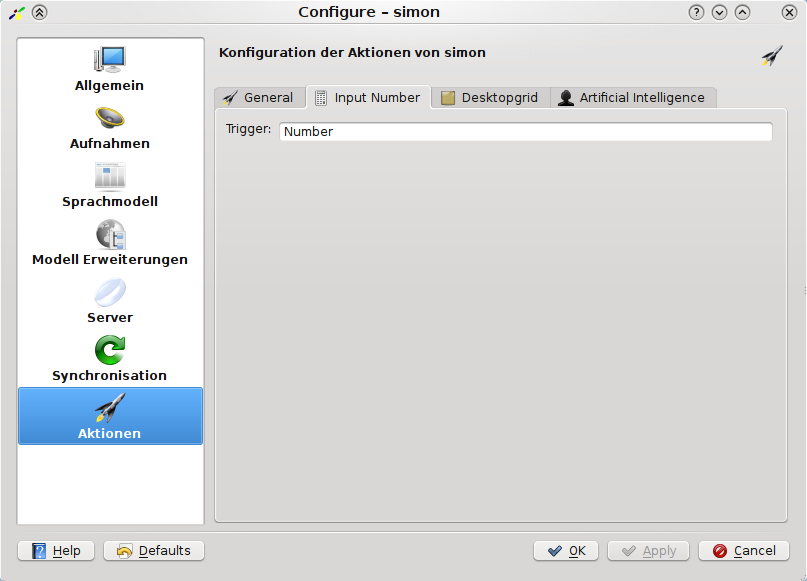 Configure – simon
Allgemein
Aufnahmen
Sprachmodell
Modell Erweiterungen
Server
Synchronisation
Aktionen
Konfiguration der Aktionen von simon
General
Input Number
Desktopgrid
Artificial Intelligence
Trigger: Number
Help
Defaults
OK
Apply
Cancel